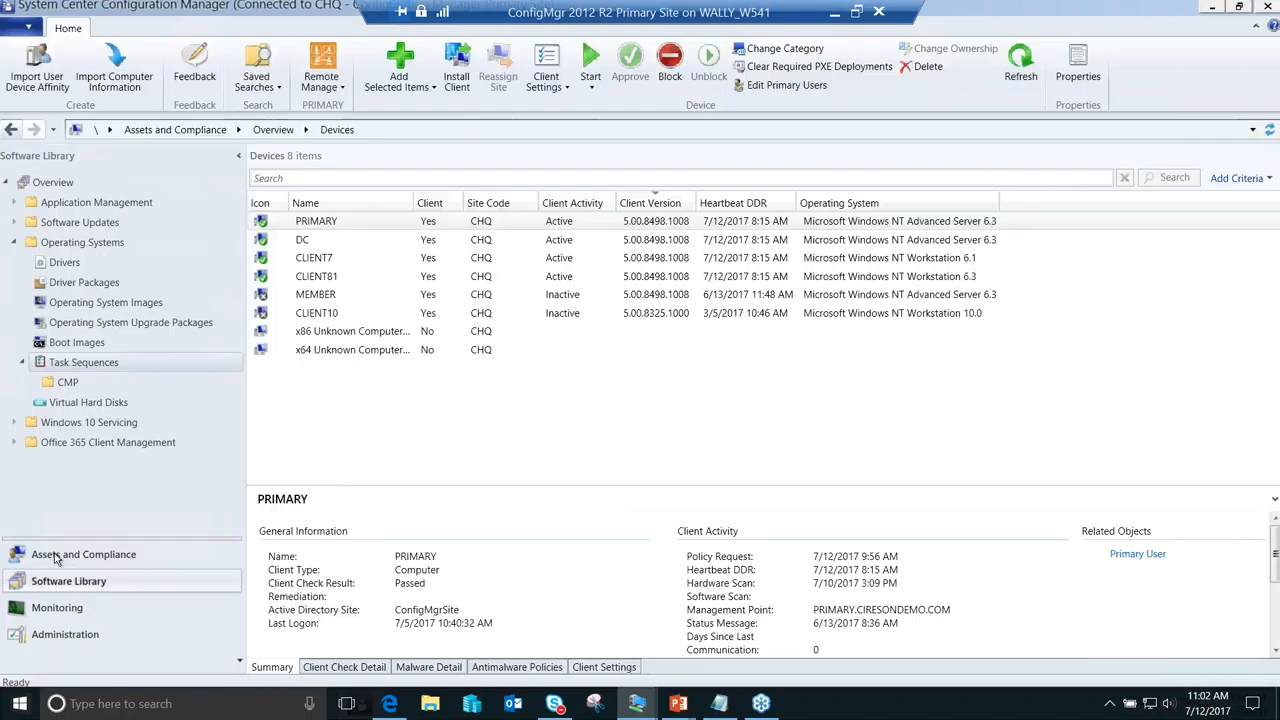 System Center Configuration Manager (Connected to CHQ -
ConfigMgr 2012 R2 Primary Site on WALLY_W541
Home
Import User Device Affinity
Import Computer Information
Feedback
Saved Searches
Remote Manage
Add Selected Items
Install Client
Reassign Site
Client Settings
Start
Approve
Block
Unblock
Change Category
Clear Required PXE Deployments
Edit Primary Users
Change Ownership
Delete
Refresh
Properties
Create
Feedback
Search
PRIMARY
Device
Properties
\ Assets and Compliance Overview Devices
Software Library
Overview
Application Management
Software Updates
Operating Systems
Drivers
Driver Packages
Operating System Images
Operating System Upgrade Packages
Boot Images
Task Sequences
CMP
Virtual Hard Disks
Windows 10 Servicing
Office 365 Client Management
Assets and Compliance
Software Library
Monitoring
Administration
Devices 8 items
Search
Search
Add Criteria
Icon Name Client Site Code Client Activity Client Version Heartbeat DDR Operating System
PRIMARY Yes CHQ Active 5.00.8498.1008 7/12/2017 8:15 AM Microsoft Windows NT Advanced Server 6.3
DC Yes CHQ Active 5.00.8498.1008 7/12/2017 8:15 AM Microsoft Windows NT Advanced Server 6.3
CLIENT7 Yes CHQ Active 5.00.8498.1008 7/12/2017 8:15 AM Microsoft Windows NT Workstation 6.1
CLIENT81 Yes CHQ Active 5.00.8498.1008 7/12/2017 8:15 AM Microsoft Windows NT Workstation 6.3
MEMBER Yes CHQ Inactive 5.00.8498.1008 6/13/2017 11:48 AM Microsoft Windows NT Advanced Server 6.3
CLIENT10 Yes CHQ Inactive 5.00.8325.1000 3/5/2017 10:46 AM Microsoft Windows NT Workstation 10.0
x86 Unknown Computer... No CHQ
x64 Unknown Computer... No CHQ
PRIMARY
General Information
Name: PRIMARY
Client Type: Computer
Client Check Result: Passed
Remediation:
Active Directory Site: ConfigMgrSite
Last Logon: 7/5/2017 10:40:32 AM
Client Activity
Policy Request: 7/12/2017 9:56 AM
Heartbeat DDR: 7/12/2017 8:15 AM
Hardware Scan: 7/10/2017 3:09 PM
Software Scan:
Management Point: PRIMARY.CIRESONDEMO.COM
Status Message: 6/13/2017 8:36 AM
Days Since Last
Communication: 0
Related Objects
Primary User
Summary Client Check Detail Malware Detail Antimalware Policies Client Settings
Ready
Type here to search
11:02 AM
7/12/2017